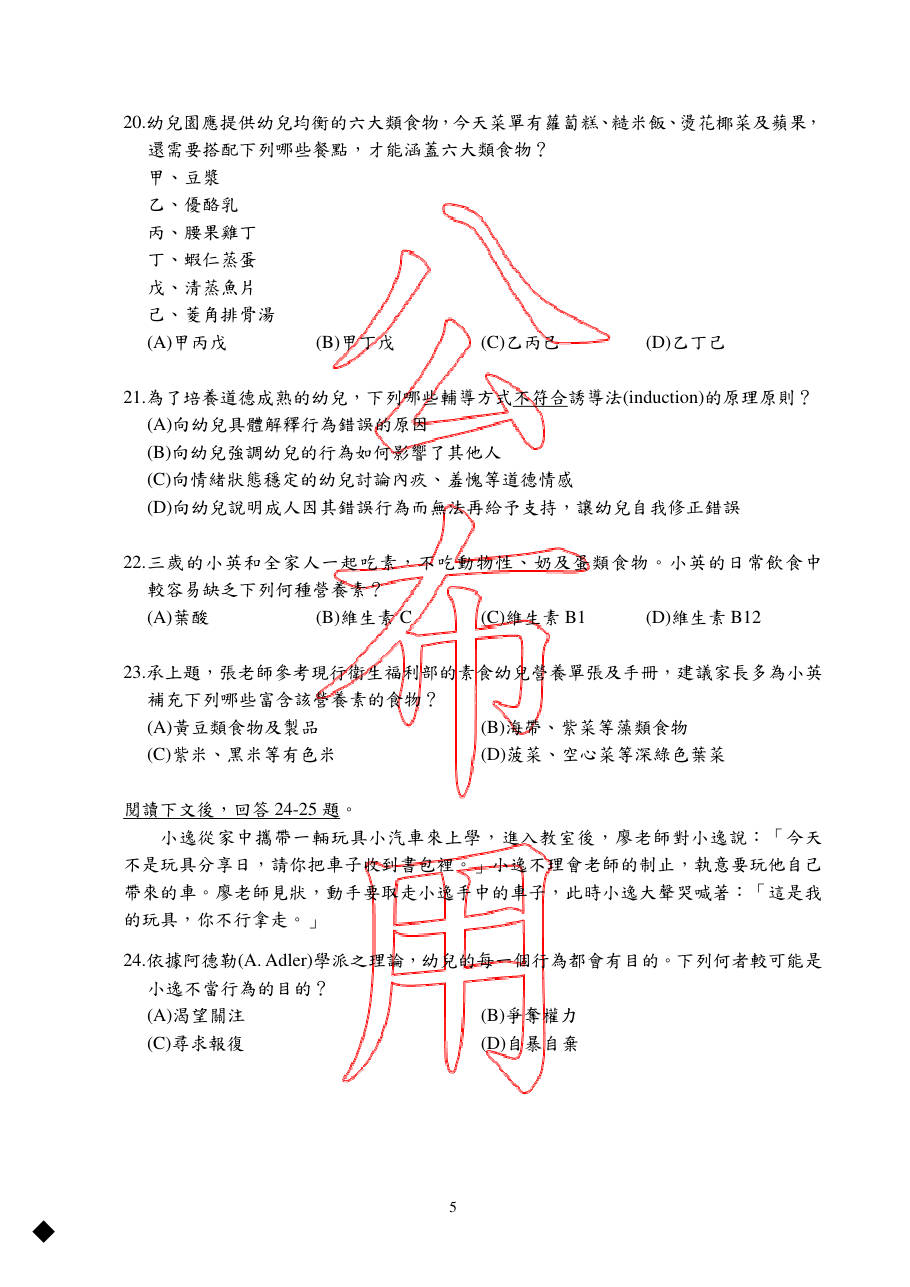 20.幼兒園應提供幼兒均衡的六大類食物，今天菜單有蘿蔔糕、糙米飯、燙花椰菜及蘋果，
還需要搭配下列哪些餐點，才能涵蓋六大類食物？
甲、豆漿
乙、優酪乳
丙、腰果雞丁
丁、蝦仁蒸蛋
戊、清蒸魚片
己、菱角排骨湯
(A)甲丙戊 (B)甲丁戊 (C)乙丙己 (D)乙丁己
21.為了培養道德成熟的幼兒，下列哪些輔導方式不符合誘導法(induction)的原理原則？
(A)向幼兒具體解釋行為錯誤的原因
(B)向幼兒強調幼兒的行為如何影響了其他人
(C)向情緒狀態穩定的幼兒討論內疚、羞愧等道德情感
(D)向幼兒說明成人因其錯誤行為而無法再給予支持，讓幼兒自我修正錯誤
22.三歲的小英和全家人一起吃素，不吃動物性、奶及蛋類食物。小英的日常飲食中
較容易缺乏下列何種營養素？
(A)葉酸 (B)維生素 C (C)維生素 B1 (D)維生素 B12
23.承上題，張老師參考現行衛生福利部的素食幼兒營養單張及手冊，建議家長多為小英
補充下列哪些富含該營養素的食物？
(A)黃豆類食物及製品 (B)海帶、紫菜等藻類食物
(C)紫米、黑米等有色米 (D)菠菜、空心菜等深綠色葉菜
閱讀下文後，回答 24-25 題。
小逸從家中攜帶一輛玩具小汽車來上學，進入教室後，廖老師對小逸說：「今天
不是玩具分享日，請你把車子收到書包裡。」小逸不理會老師的制止，執意要玩他自己
帶來的車。廖老師見狀，動手要取走小逸手中的車子，此時小逸大聲哭喊著：「這是我
的玩具，你不行拿走。」
24.依據阿德勒(A. Adler)學派之理論，幼兒的每一個行為都會有目的。下列何者較可能是
小逸不當行為的目的？
(A)渴望關注 (B)爭奪權力
(C)尋求報復 (D)自暴自棄
公布用
5